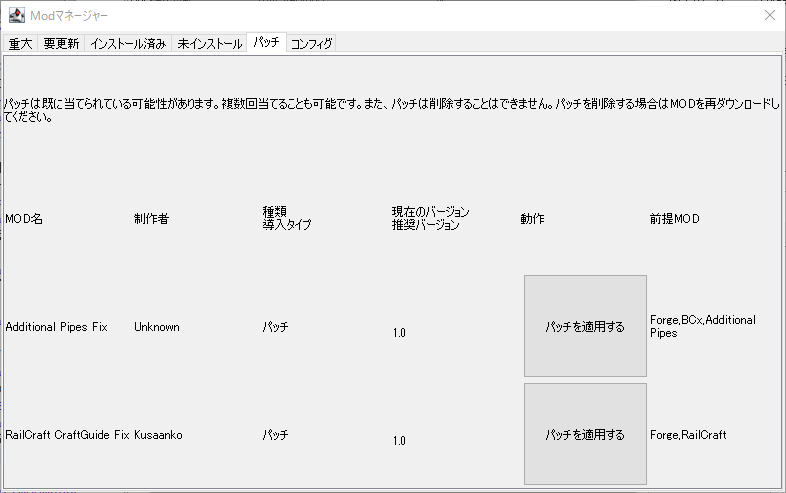 Modマネージャー
重大 要更新 インストール済み 未インストール パッチ コンフィグ
パッチは既に当てられている可能性があります。複数回当てることも可能です。また、パッチは削除することはできません。パッチを削除する場合はMODを再ダウンロードし
てください。
MOD名 制作者 種類 現在のバージョン 動作 前提MOD
導入タイプ 推奨バージョン
Additional Pipes Fix Unknown パッチ 1.0 パッチを適用する Forge,BCx,Additional
Pipes
RailCraft CraftGuide Fix Kusaanko パッチ 1.0 パッチを適用する Forge,RailCraft